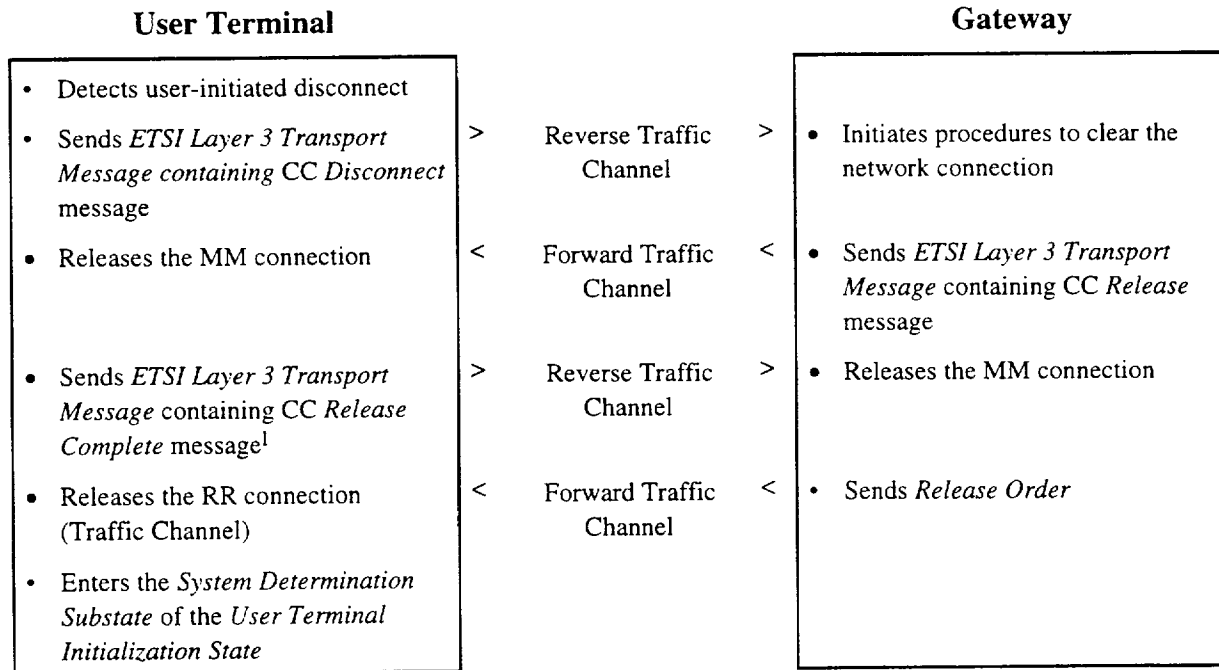 User Terminal
Gateway
• Detects user-initiated disconnect
• Sends ETSI Layer 3 Transport
Message containing CC Disconnect
message
> Reverse Traffic >
Channel
• Initiates procedures to clear the
network connection
• Releases the MM connection
< Forward Traffic <
Channel
• Sends ETSI Layer 3 Transport
Message containing CC Release
message
• Sends ETSI Layer 3 Transport
Message containing CC Release
Complete message1
> Reverse Traffic >
Channel
• Releases the MM connection
• Releases the RR connection
(Traffic Channel)
< Forward Traffic <
Channel
• Sends Release Order
• Enters the System Determination
Substate of the User Terminal
Initialization State